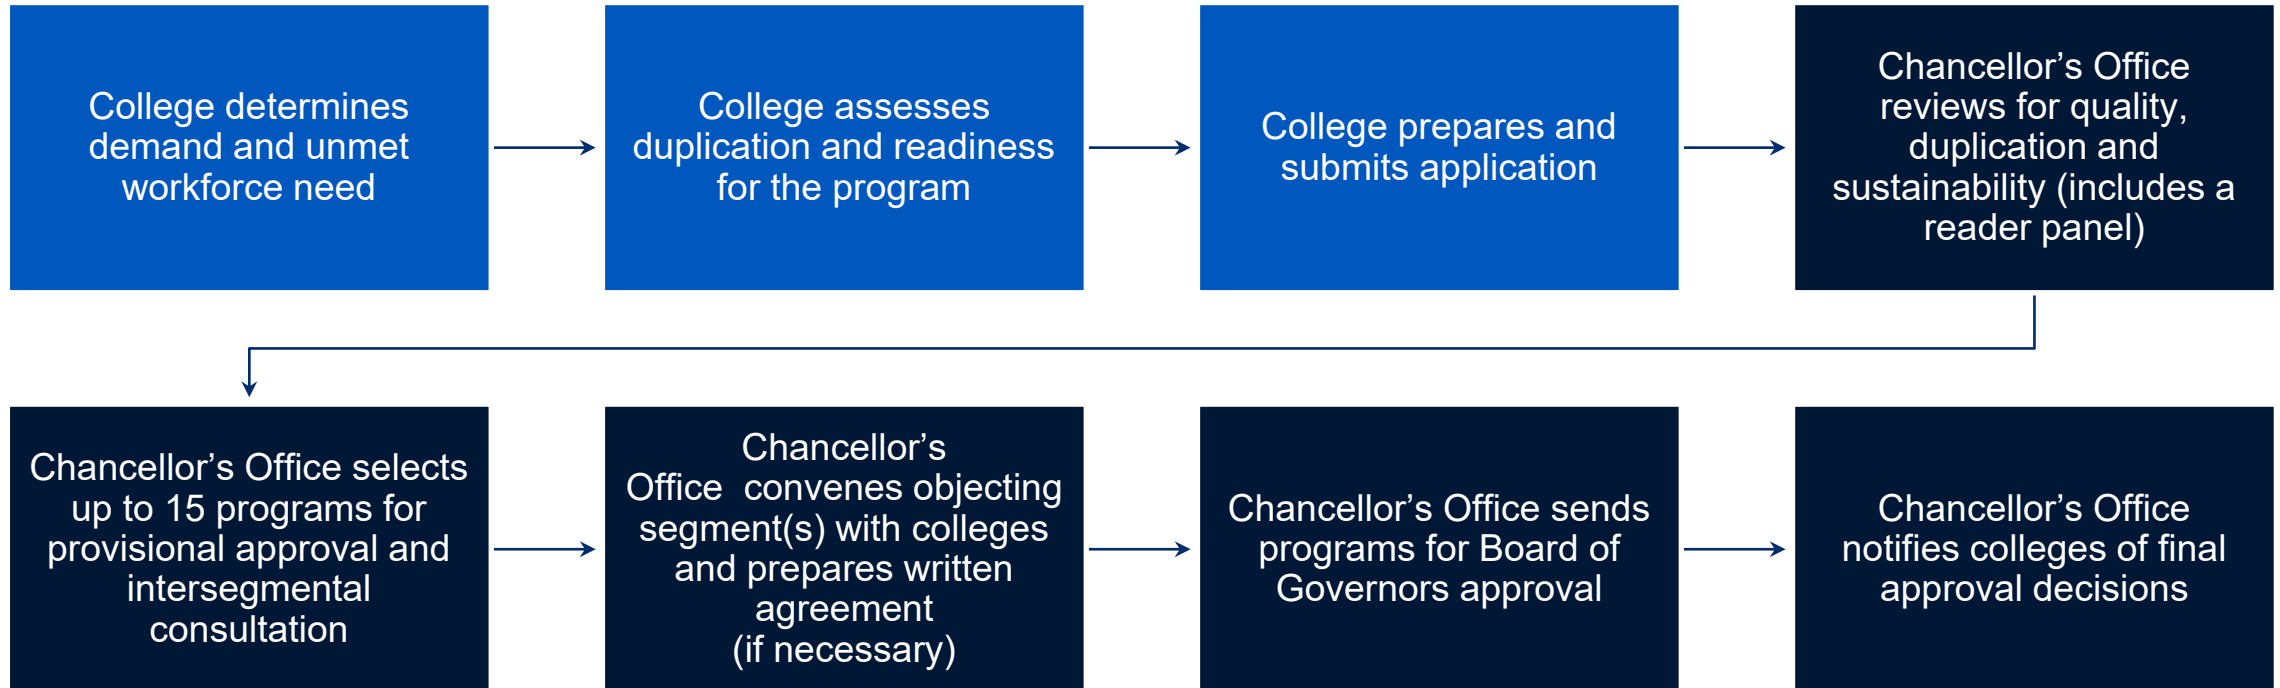 College determines
demand and unmet
workforce need
College assesses
duplication and readiness
for the program
College prepares and
submits application
Chancellor’s Office
reviews for quality,
duplication and
sustainability (includes a
reader panel)
Chancellor’s Office selects
up to 15 programs for
provisional approval and
intersegmental
consultation
Chancellor’s
Office  convenes objecting
segment(s) with colleges
and prepares written
agreement
(if necessary)
Chancellor’s Office sends
programs for Board of
Governors approval
Chancellor’s Office
notifies colleges of final
approval decisions